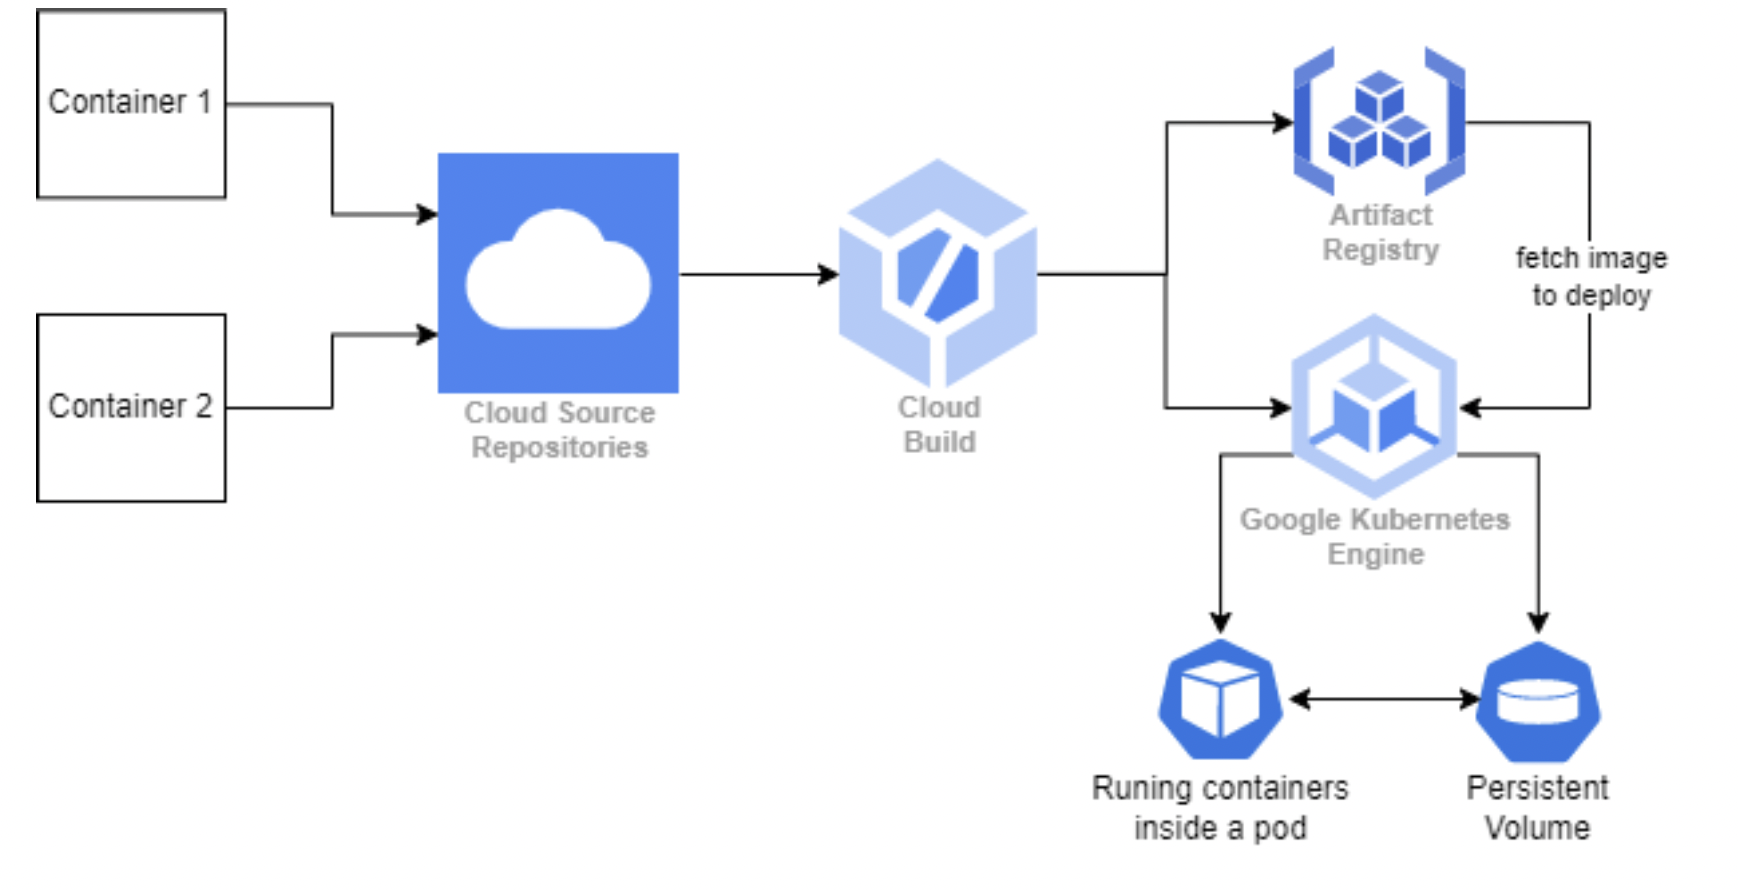 Container 1
Container 2
Cloud Source
Repositories
Cloud
Build
Artifact
Registry
fetch image
to deploy
Google Kubernetes
Engine
Runing containers
inside a pod
Persistent
Volume